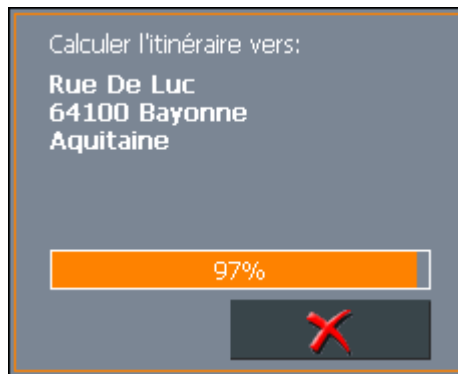 Calculer l'itinéraire vers:
Rue De Luc
64100 Bayonne
Aquitaine
97%